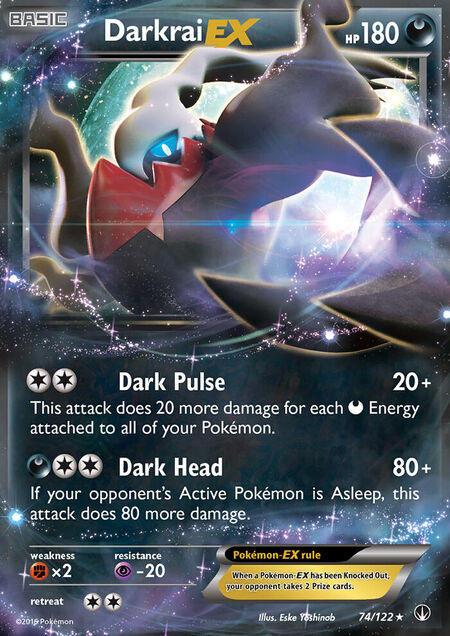 BASIC
Darkrai EX HP180
Dark Pulse 20+
This attack does 20 more damage for each Energy
attached to all of your Pokémon.
Dark Head 80+
If your opponent's Active Pokémon is Asleep, this
attack does 80 more damage.
weakness resistance
×2 -20
retreat
Pokémon-EX rule
When a Pokémon-EX has been Knocked Out,
your opponent takes 2 Prize cards.
Illus. Eske Yoshinob 74/122
©2016 Pokémon